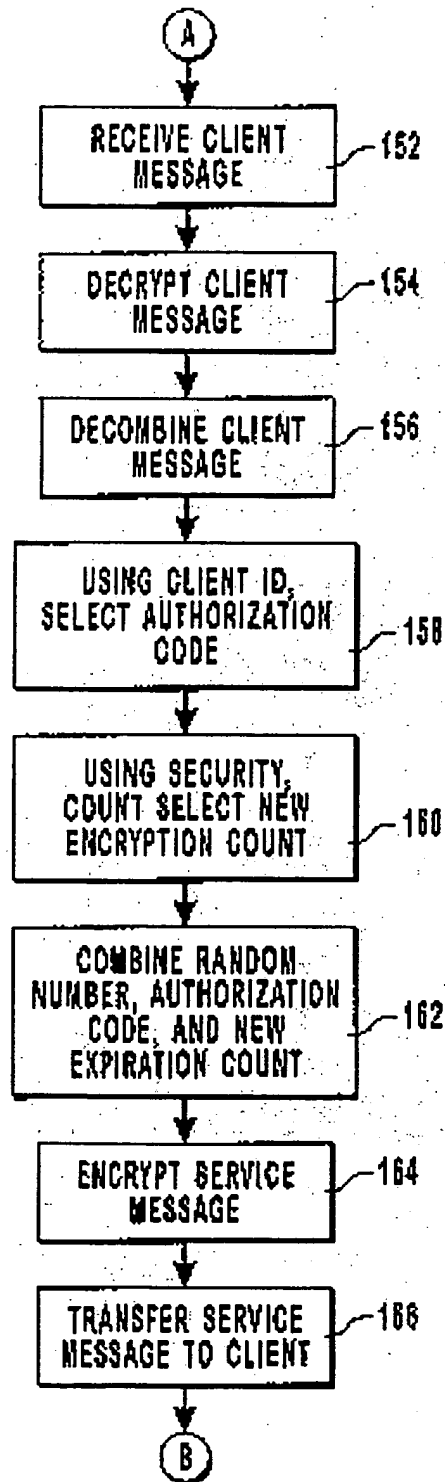 A
RECEIVE CLIENT
MESSAGE
152
DECRYPT CLIENT
MESSAGE
154
DECOMBINE CLIENT
MESSAGE
156
USING CLIENT ID,
SELECT AUTHORIZATION
CODE
158
USING SECURITY,
COUNT SELECT NEW
ENCRYPTION COUNT
160
COMBINE RANDOM
NUMBER, AUTHORIZATION
CODE, AND NEW
EXPIRATION COUNT
162
ENCRYPT SERVICE
MESSAGE
164
TRANSFER SERVICE
MESSAGE TO CLIENT
166
B